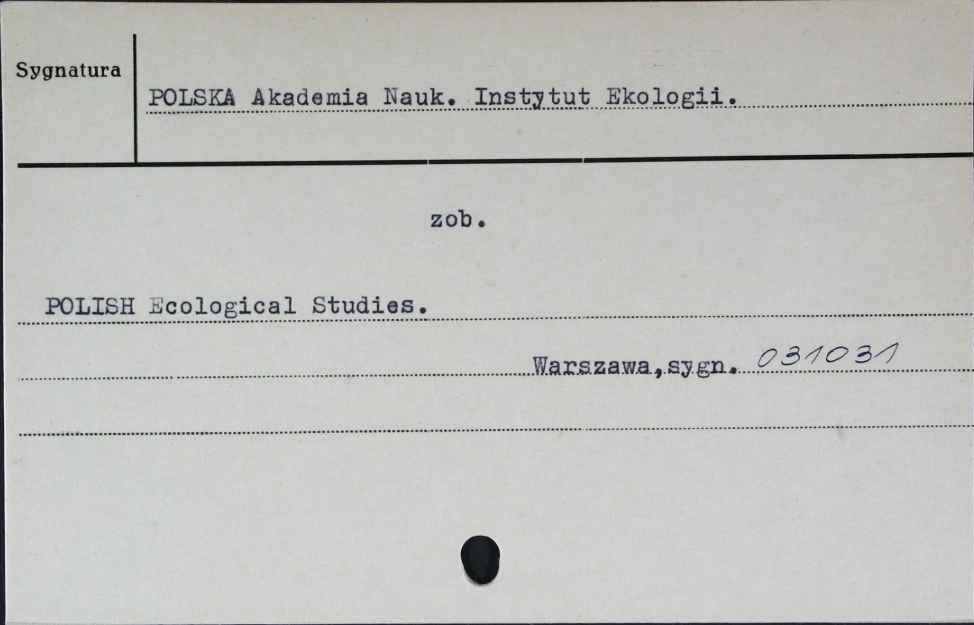 Sygnatura
POLSKA Akademia Nauk. Instytut Ekologii.
zob.
POLISH Ecological Studies.
Warszawa,sygn. 031031